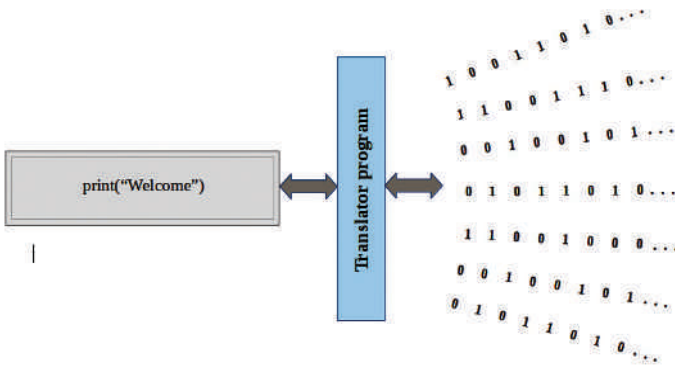 print(“Welcome”)
Translator program
1 0 0 1 1 0 1 0...
1 1 0 0 1 1 1 0...
0 0 1 0 0 1 0 1...
0 1 0 1 1 0 1 0...
1 1 0 0 1 0 0 0...
0 0 1 0 0 1 0 1...
0 1 0 1 1 0 1 0...